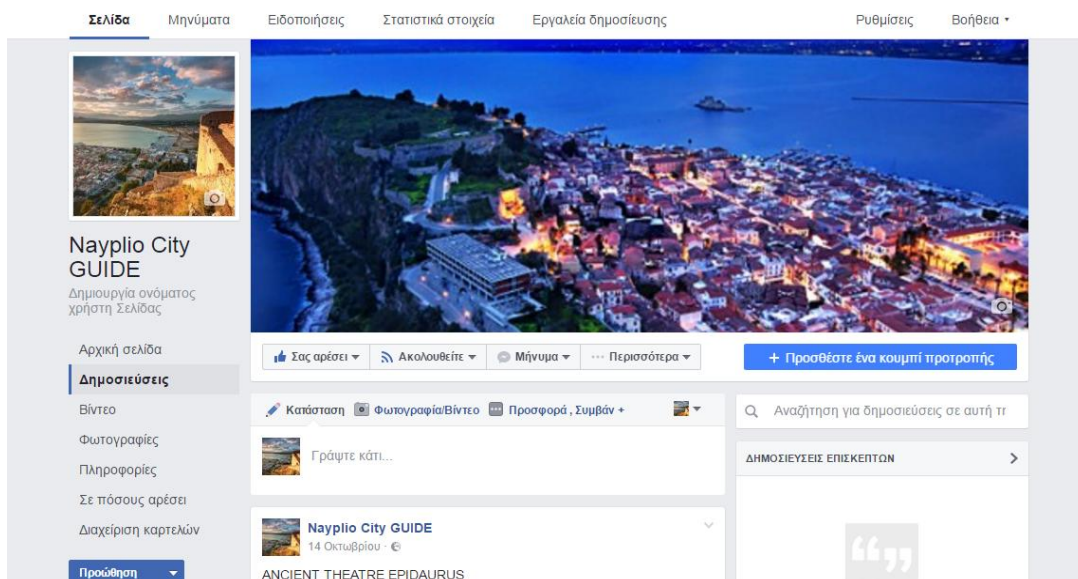 Σελίδα Μηνύματα Ειδοποιήσεις Στατιστικά στοιχεία Εργαλεία δημοσίευσης Ρυθμίσεις Βοήθεια
Nayplio City
GUIDE
Δημιουργία ονόματος
χρήστη Σελίδας
Αρχική σελίδα
Δημοσιεύσεις
Βίντεο
Φωτογραφίες
Πληροφορίες
Σε πόσους αρέσει
Διαχείριση καρτελών
Προώθηση
Σας αρέσει Ακολουθείτε Μήνυμα ··· Περισσότερα
+ Προσθέστε ένα κουμπί προτροπής
Κατάσταση Φωτογραφία/Βίντεο Προσφορά , Συμβάν +
Γράψτε κάτι...
Nayplio City GUIDE
14 Οκτωβρίου ·
ANCIENT THEATRE EPIDAURUS
Αναζήτηση για δημοσιεύσεις σε αυτή
ΔΗΜΟΣΙΕΥΣΕΙΣ ΕΠΙΣΚΕΠΤΩΝ